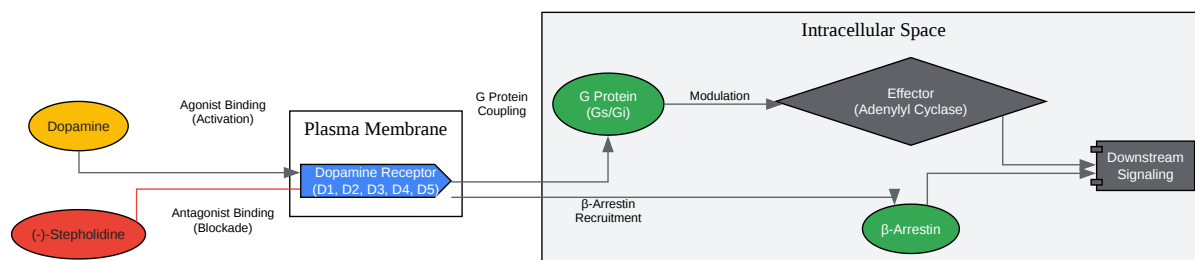 Intracellular Space
Agonist Binding
(Activation)
G Protein
Coupling
G Protein
(Gs/Gi)
Modulation
Effector
(Adenylyl Cyclase)
Dopamine
Plasma Membrane
Dopamine Receptor
(D1, D2, D3, D4, D5)
Downstream
Signaling
Antagonist Binding
(Blockade)
β-Arrestin
Recruitment
(-)-Stepholidine
β-Arrestin